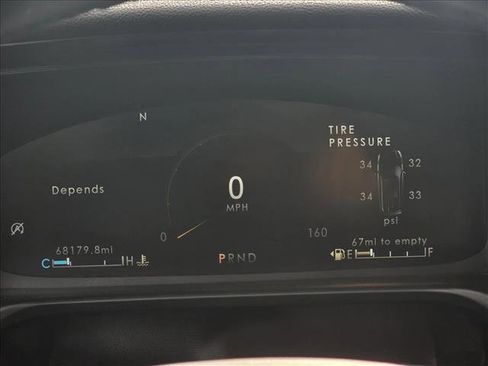 N
TIRE
PRESSURE
34 32
Depends
0
MPH
34 33
psi
0 160
68179.8mi
PRND
67mi to empty
C H
E F